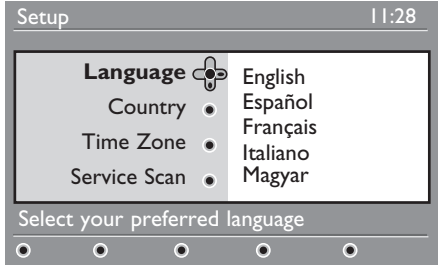 Setup 11:28
Language
Country
Time Zone
Service Scan
English
Español
Français
Italiano
Magyar
Select your preferred language